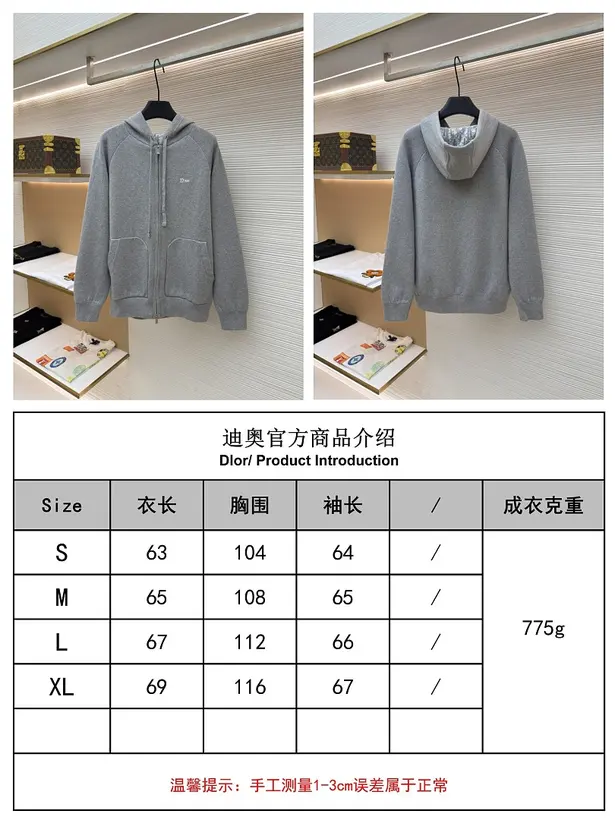 迪奥官方商品介绍
DIor/ Product Introduction
Size 衣长 胸围 袖长 / 成衣克重
S 63 104 64 /
M 65 108 65 /
775g
L 67 112 66 /
XL 69 116 67 /
温馨提示：手工测量1-3cm误差属于正常